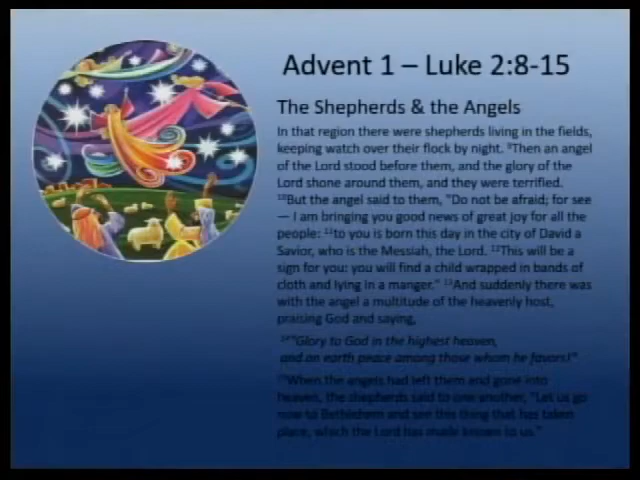 Advent 1 – Luke 2:8-15
The Shepherds & the Angels
In that region there were shepherds living in the fields,
keeping watch over their flock by night. ⁹Then an angel
of the Lord stood before them, and the glory of the
Lord shone around them, and they were terrified.
¹⁰But the angel said to them, “Do not be afraid; for see
— I am bringing you good news of great joy for all the
people: ¹¹to you is born this day in the city of David a
Savior, who is the Messiah, the Lord. ¹²This will be a
sign for you: you will find a child wrapped in bands of
cloth and lying in a manger.” ¹³And suddenly there was
with the angel a multitude of the heavenly host,
praising God and saying,
¹⁴“Glory to God in the highest heaven,
and on earth peace among those whom he favors!”
¹⁵When the angels had left them and gone into
heaven, the shepherds said to one another, “Let us go
now to Bethlehem and see this thing that has taken
place, which the Lord has made known to us.”